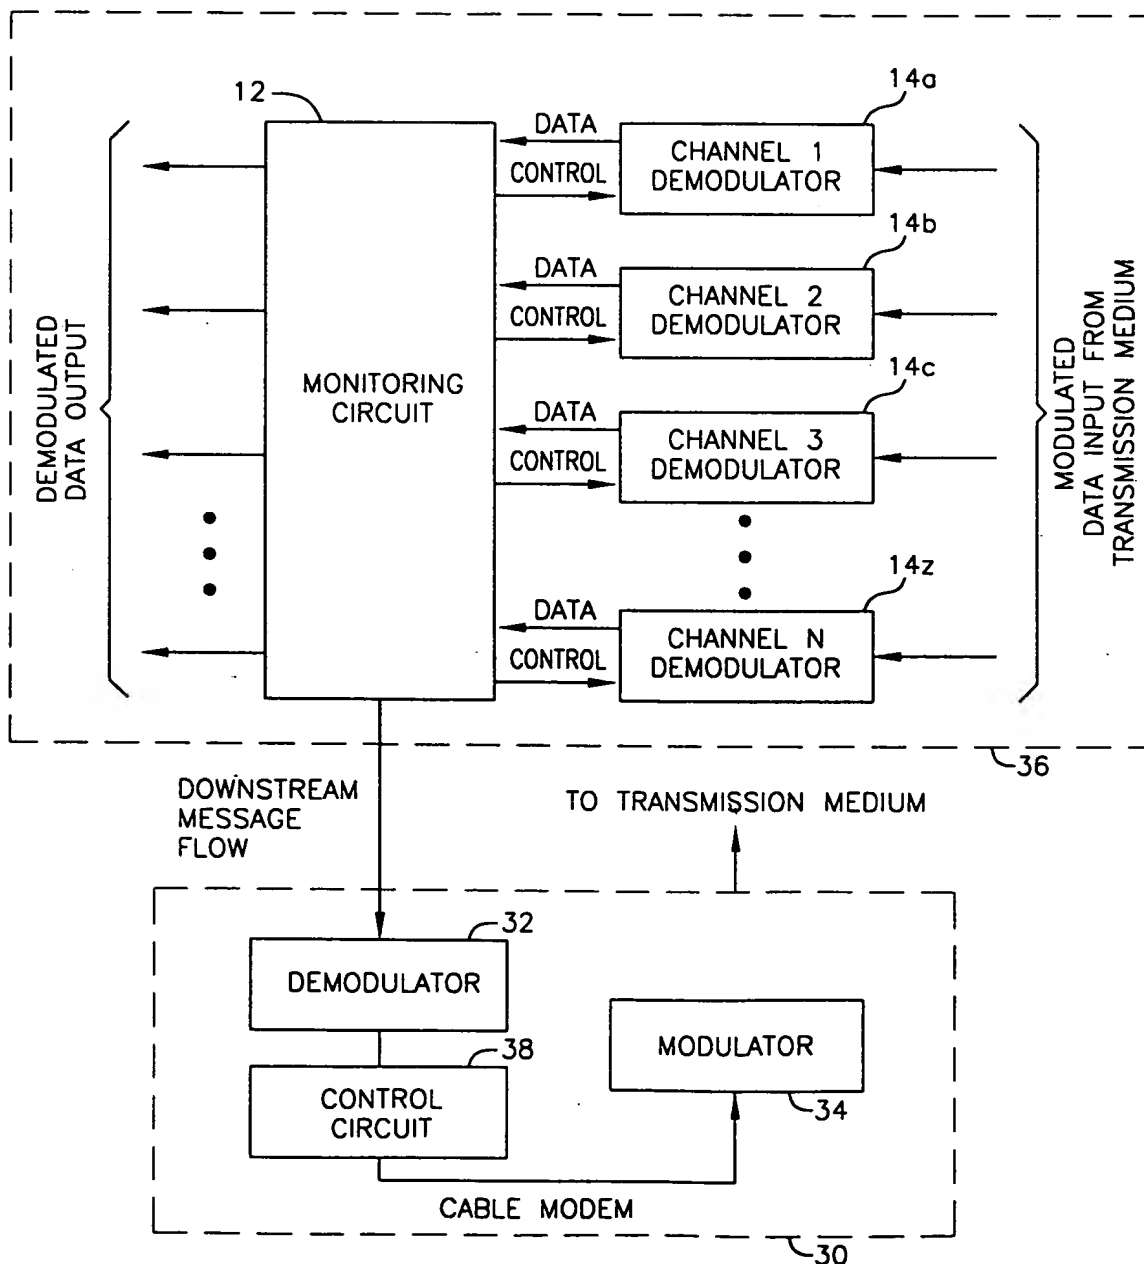 12
14a
DATA
CONTROL
CHANNEL 1
DEMODULATOR
14b
DATA
CONTROL
CHANNEL 2
DEMODULATOR
DEMODULATED
DATA OUTPUT
MONITORING
CIRCUIT
14c
DATA
CONTROL
CHANNEL 3
DEMODULATOR
MODULATED
DATA INPUT FROM
TRANSMISSION MEDIUM
14z
DATA
CONTROL
CHANNEL N
DEMODULATOR
36
DOWNSTREAM
MESSAGE
FLOW
TO TRANSMISSION MEDIUM
32
DEMODULATOR
38
CONTROL
CIRCUIT
MODULATOR
34
CABLE MODEM
30